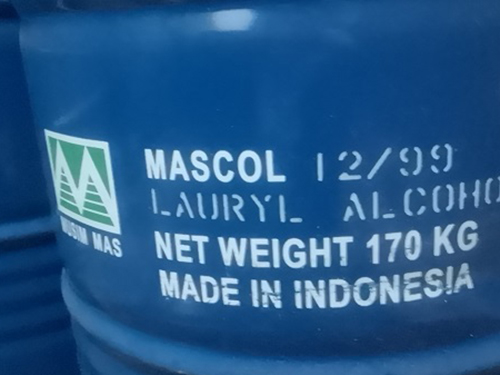 MASCOL 12/99
LAURYL ALCOHO
NET WEIGHT 170 KG
MADE IN INDONESIA
MUSIM MAS